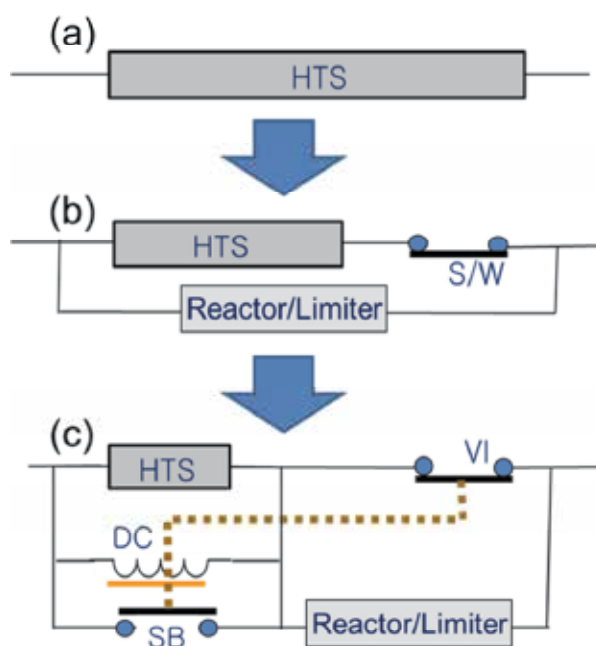 (a)
HTS
(b)
HTS
S/W
Reactor/Limiter
(c)
HTS
VI
DC
SB
Reactor/Limiter